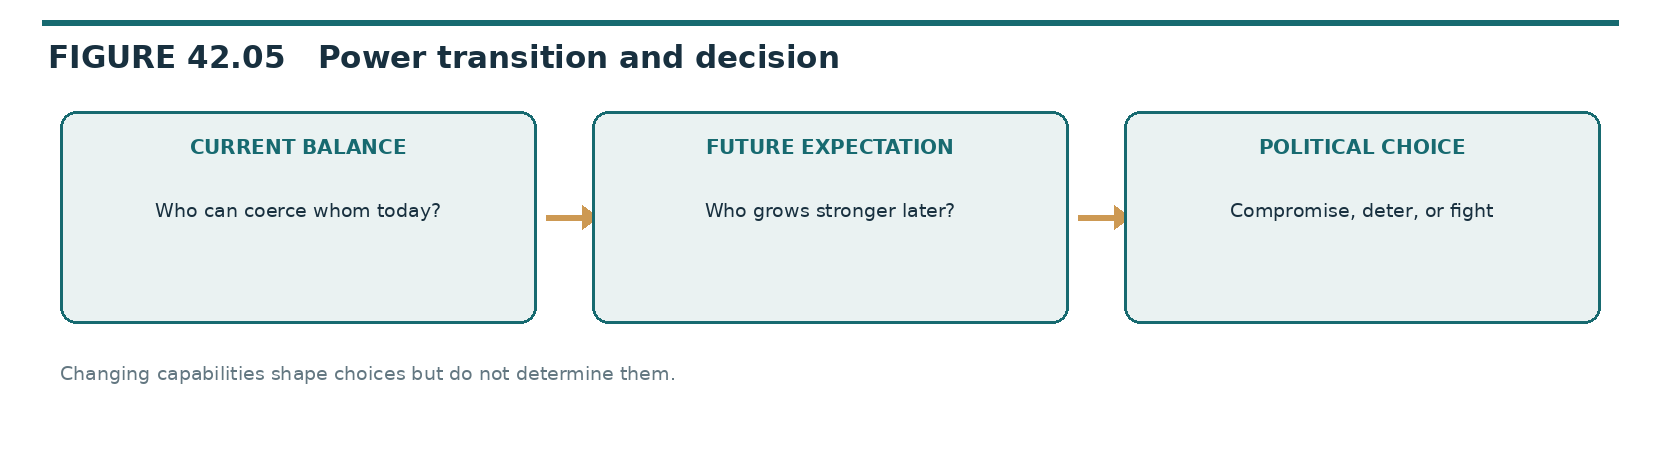 FIGURE 42.05 Power transition and decision
CURRENT BALANCE
Who can coerce whom today?
FUTURE EXPECTATION
Who grows stronger later?
POLITICAL CHOICE
Compromise, deter, or fight
Changing capabilities shape choices but do not determine them.